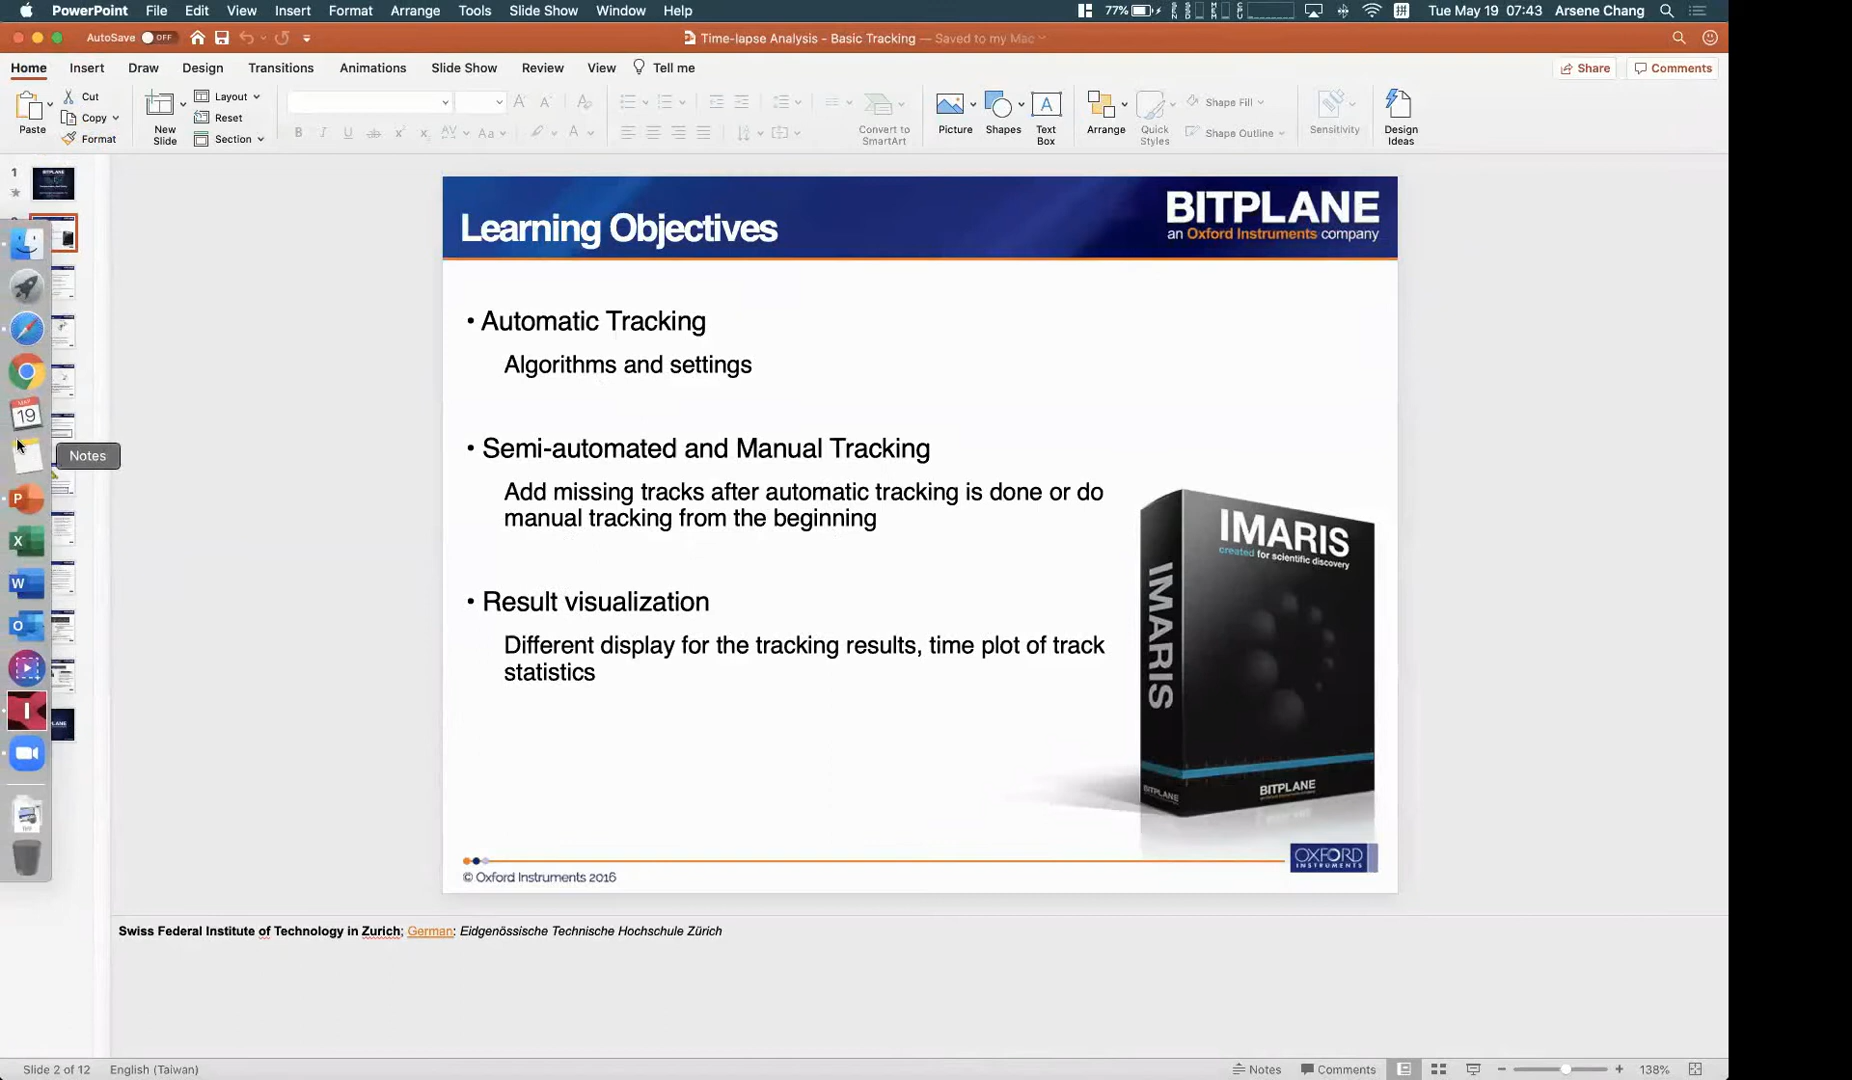 PowerPoint File Edit View Insert Format Arrange Tools Slide Show Window Help
77% Tue May 19 07:43 Arsene Chang
AutoSave OFF
Time-lapse Analysis - Basic Tracking — Saved to my Mac
Home Insert Draw Design Transitions Animations Slide Show Review View Tell me
Share Comments
Paste
Cut
Copy
Format
New
Slide
Layout
Reset
Section
Convert to
SmartArt
Picture
Shapes
Text
Box
Arrange
Quick
Styles
Shape Fill
Shape Outline
Sensitivity
Design
Ideas
1
Notes
Learning Objectives
BITPLANE
an Oxford Instruments company
• Automatic Tracking
Algorithms and settings
• Semi-automated and Manual Tracking
Add missing tracks after automatic tracking is done or do
manual tracking from the beginning
• Result visualization
Different display for the tracking results, time plot of track
statistics
IMARIS
created for scientific discovery
IMARIS
BITPLANE
BITPLANE
OXFORD
INSTRUMENTS
© Oxford Instruments 2016
Swiss Federal Institute of Technology in Zurich; German: Eidgenössische Technische Hochschule Zürich
Slide 2 of 12 English (Taiwan)
Notes Comments 138%